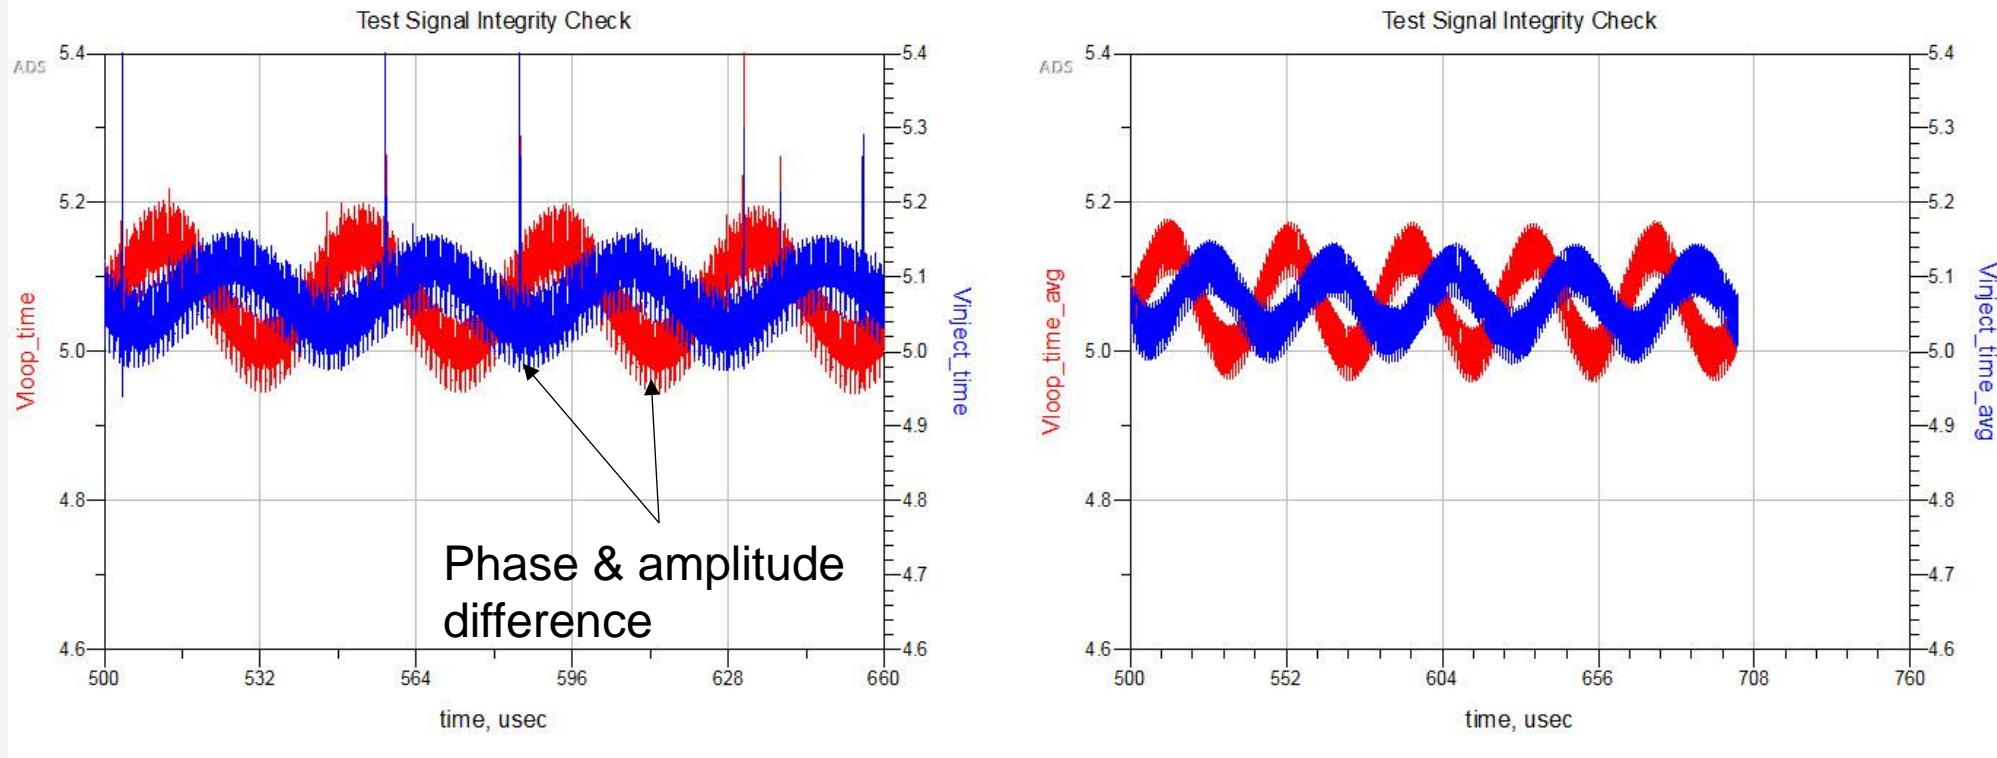 Test Signal Integrity Check
ADS
5.4
5.2
5.0
4.8
4.6
Vloop_time
5.4
5.3
5.2
5.1
5.0
4.9
4.8
4.7
4.6
Vinject_time
Phase & amplitude
difference
500 532 564 596 628 660
time, usec
Test Signal Integrity Check
ADS
5.4
5.2
5.0
4.8
4.6
Vloop_time_avg
5.4
5.3
5.2
5.1
5.0
4.9
4.8
4.7
4.6
Vinject_time_avg
500 552 604 656 708 760
time, usec